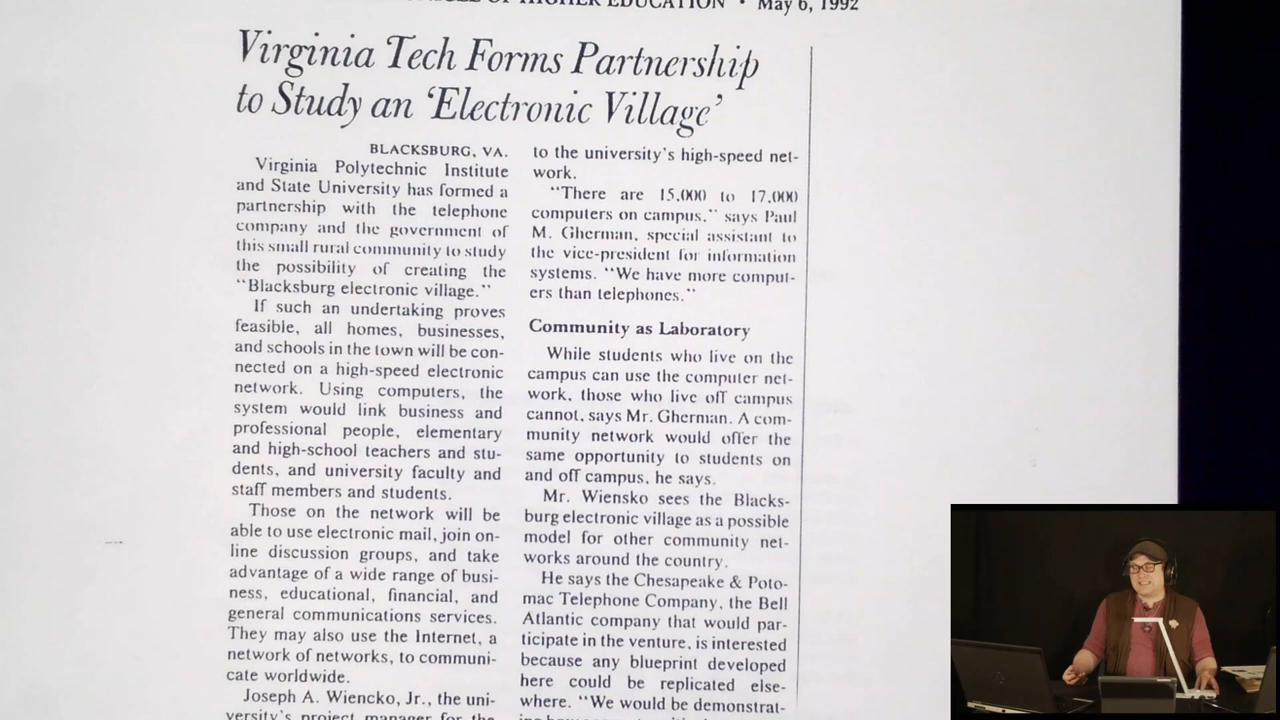 OF HIGHER EDUCATION • May 6, 1992
Virginia Tech Forms Partnership
to Study an ‘Electronic Village’
BLACKSBURG, VA.
Virginia Polytechnic Institute
and State University has formed a
partnership with the telephone
company and the government of
this small rural community to study
the possibility of creating the
“Blacksburg electronic village.”
If such an undertaking proves
feasible, all homes, businesses,
and schools in the town will be con-
nected on a high-speed electronic
network. Using computers, the
system would link business and
professional people, elementary
and high-school teachers and stu-
dents, and university faculty and
staff members and students.
Those on the network will be
able to use electronic mail, join on-
line discussion groups, and take
advantage of a wide range of busi-
ness, educational, financial, and
general communications services.
They may also use the Internet, a
network of networks, to communi-
cate worldwide.
Joseph A. Wiencko, Jr., the uni-
versity’s project manager for the
to the university’s high-speed net-
work.
“There are 15,000 to 17,000
computers on campus,” says Paul
M. Gherman, special assistant to
the vice-president for information
systems. “We have more comput-
ers than telephones.”
Community as Laboratory
While students who live on the
campus can use the computer net-
work, those who live off campus
cannot, says Mr. Gherman. A com-
munity network would offer the
same opportunity to students on
and off campus, he says.
Mr. Wiensko sees the Blacks-
burg electronic village as a possible
model for other community net-
works around the country.
He says the Chesapeake & Poto-
mac Telephone Company, the Bell
Atlantic company that would par-
ticipate in the venture, is interested
because any blueprint developed
here could be replicated else-
where. “We would be demonstrat-